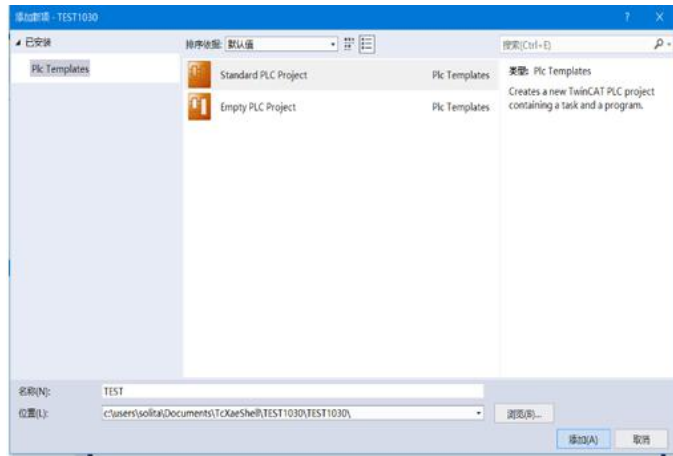 添加新项 - TEST1030
已安装
排序依据: 默认值
搜索(Ctrl+E)
Plc Templates
Standard PLC Project
Plc Templates
Empty PLC Project
Plc Templates
类型: Plc Templates
Creates a new TwinCAT PLC project
containing a task and a program.
名称(N):
TEST
位置(L):
c:\users\solita\Documents\TcXaeShell\TEST1030\TEST1030\
浏览(B)...
添加(A)
取消